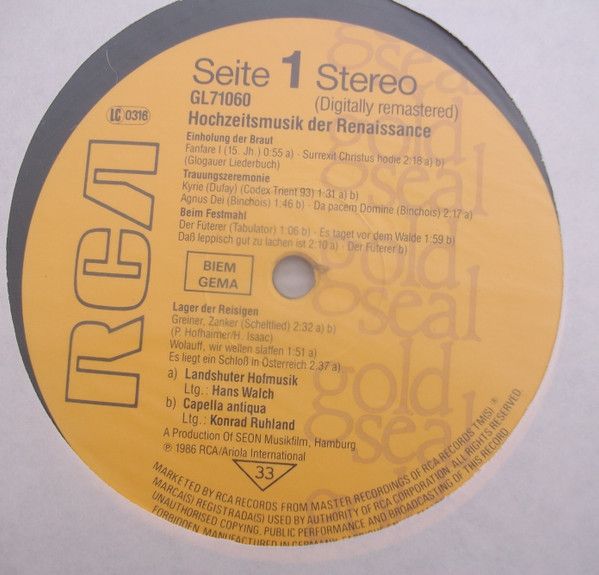 Seite 1 Stereo
GL71060 (Digitally remastered)
LC 0316
Hochzeitsmusik der Renaissance
Einholung der Braut
Fanfare I (15. Jh.) 0:55 a) · Surrexit Christus hodie 2:18 a) b)
(Glogauer Liederbuch)
Trauungszeremonie
Kyrie (Dufay) (Codex Trient 93) 1:31 a) b)
Agnus Dei (Binchois) 1:46 b) · Da pacem Domine (Binchois) 2:17 a)
Beim Festmahl
Der Füterer (Tabulator) 1:06 b) · Es taget vor dem Walde 1:59 b)
Daß leppisch gut zu lachen ist 2:10 a) · Der Füterer b)
BIEM
GEMA
RCA
Lager der Reisigen
Greiner, Zanker (Scheltlied) 2:32 a) b)
(P. Hofhaimer/H. Isaac)
Wolauff, wir wellen slaffen 1:51 a)
Es liegt ein Schloß in Österreich 2:37 a)
a) Landshuter Hofmusik
Ltg.: Hans Walch
b) Capella antiqua
Ltg.: Konrad Ruhland
A Production Of SEON Musikfilm, Hamburg
℗ 1986 RCA/Ariola International
33
gold
seal
gold
seal
gold
seal
gold
seal
MARKETED BY RCA RECORDS FROM MASTER RECORDINGS OF RCA RECORDS TM(S) ®
MARCA(S) REGISTRADA(S) USED BY AUTHORITY OF RCA CORPORATION. ALL RIGHTS RESERVED.
UNAUTHORISED COPYING, PUBLIC PERFORMANCE AND BROADCASTING OF THIS RECORD
FORBIDDEN. MANUFACTURED IN GERMANY.